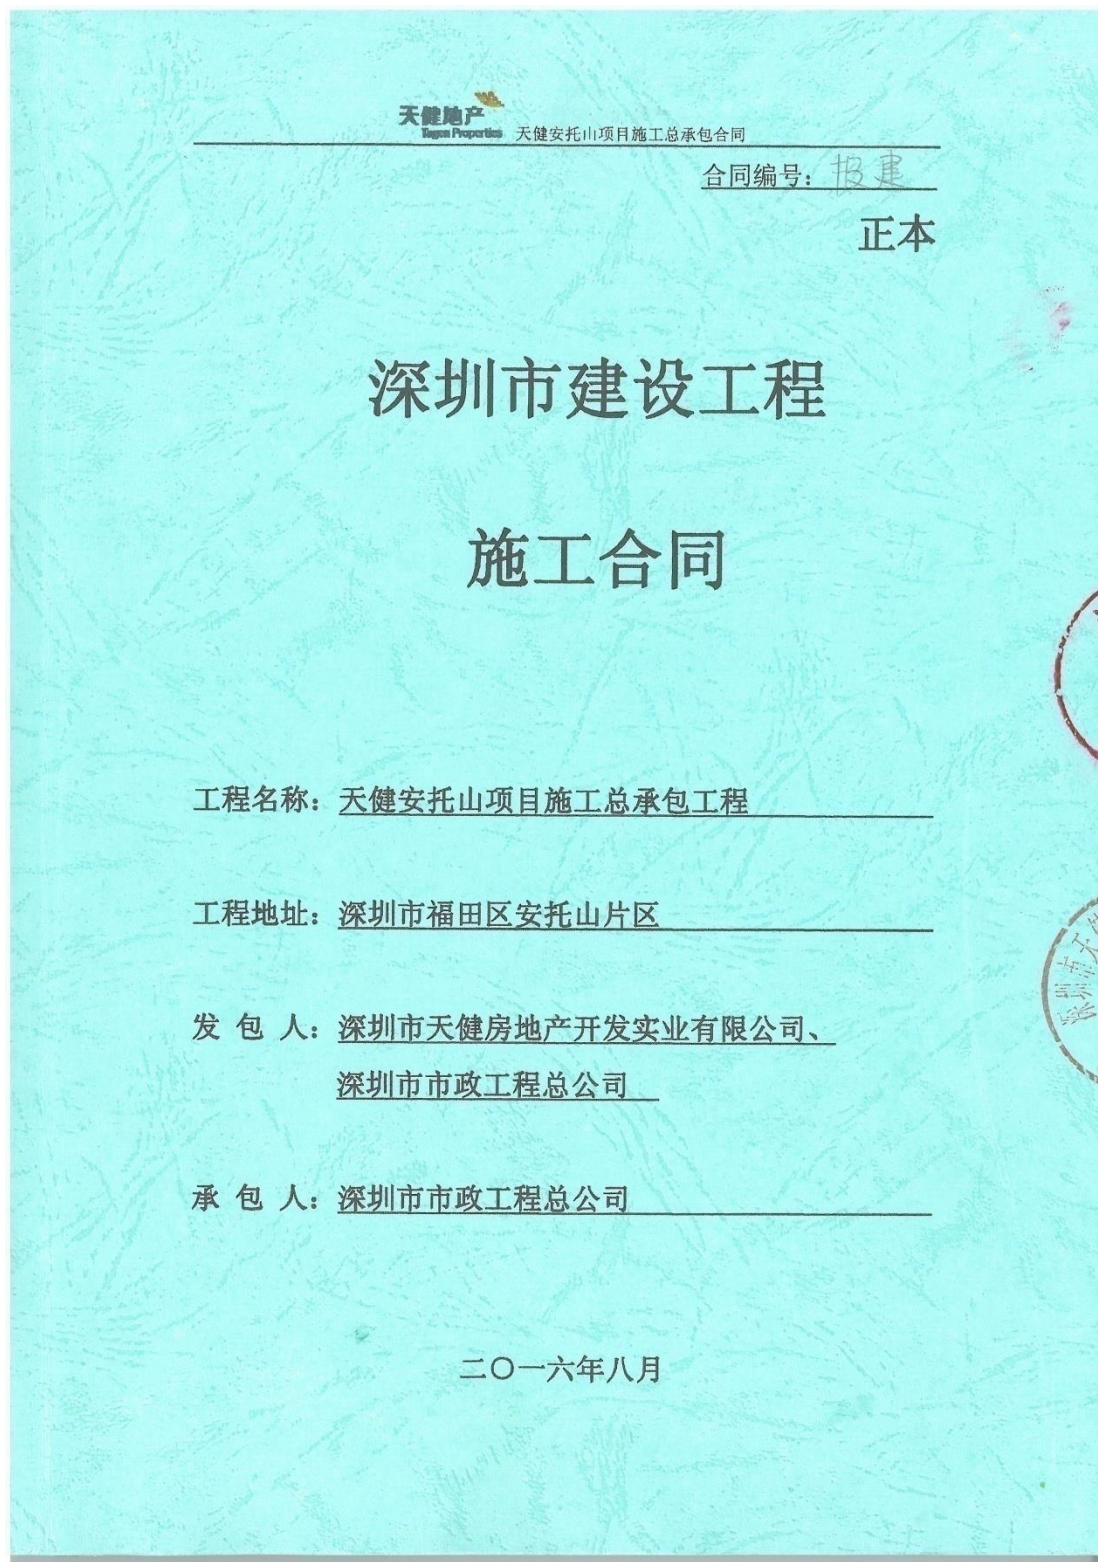 天健地产
Tagen Properties 天健安托山项目施工总承包合同
合同编号：报建
正本
深圳市建设工程
施工合同
工程名称：天健安托山项目施工总承包工程
工程地址：深圳市福田区安托山片区
发包人：深圳市天健房地产开发实业有限公司、
深圳市市政工程总公司
承包人：深圳市市政工程总公司
二〇一六年八月
深圳市天健